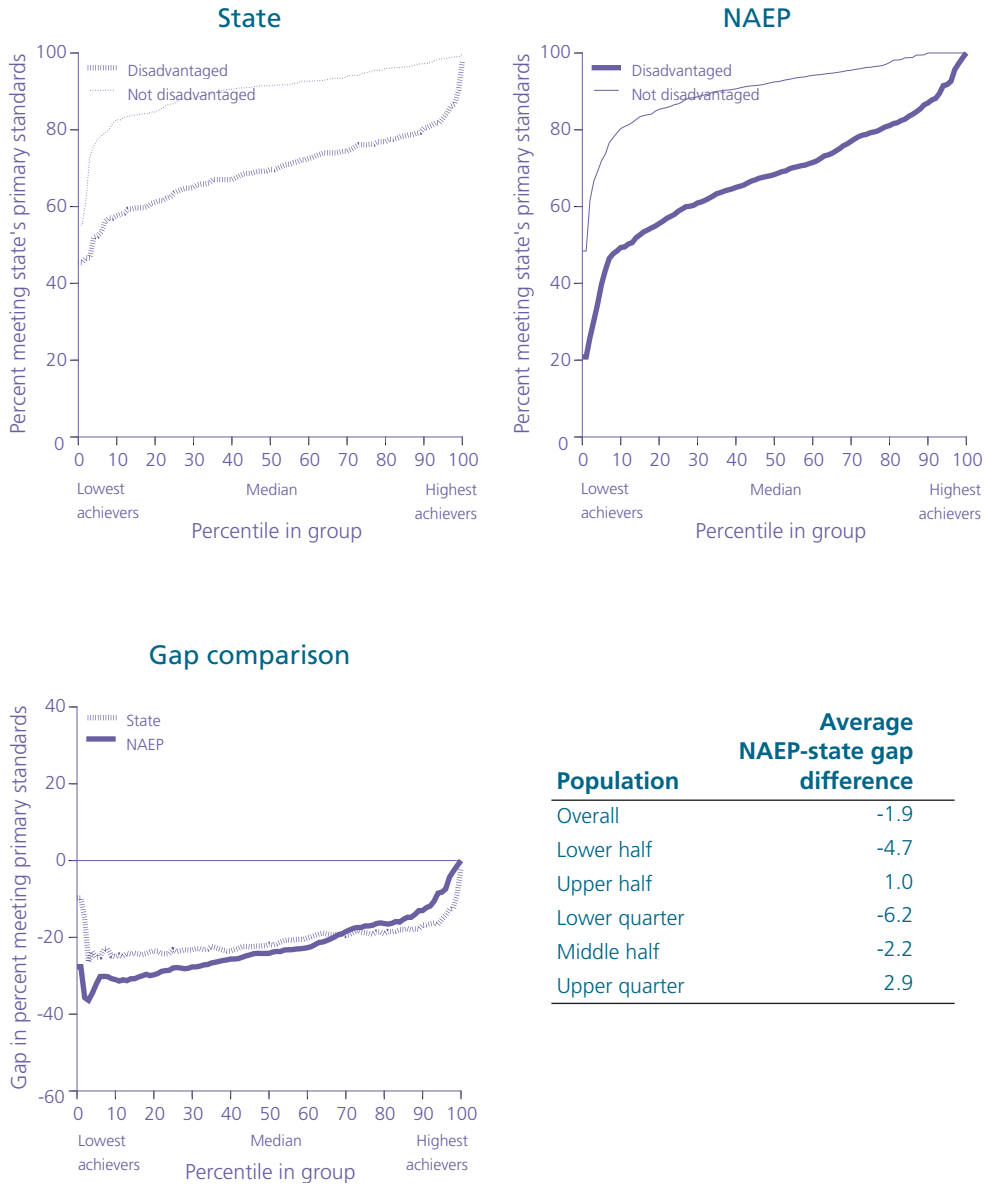 State
Percent meeting state's primary standards
100
80
60
40
20
0
Disadvantaged
Not disadvantaged
0 10 20 30 40 50 60 70 80 90 100
Lowest achievers
Median
Highest achievers
Percentile in group
NAEP
Percent meeting state's primary standards
100
80
60
40
20
0
Disadvantaged
Not disadvantaged
0 10 20 30 40 50 60 70 80 90 100
Lowest achievers
Median
Highest achievers
Percentile in group
Gap comparison
Gap in percent meeting primary standards
40
20
0
-20
-40
-60
State
NAEP
0 10 20 30 40 50 60 70 80 90 100
Lowest achievers
Median
Highest achievers
Percentile in group
Average
NAEP-state gap
Population difference
Overall -1.9
Lower half -4.7
Upper half 1.0
Lower quarter -6.2
Middle half -2.2
Upper quarter 2.9